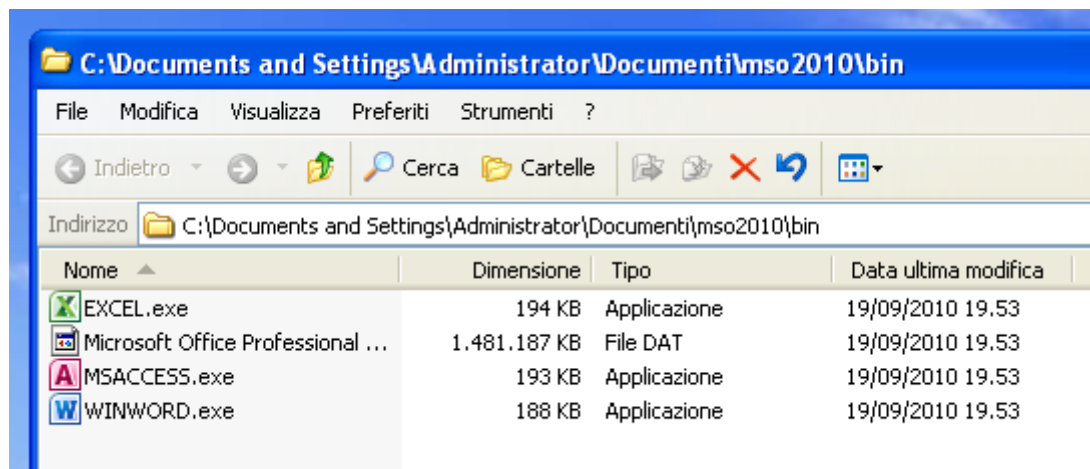 C:\Documents and Settings\Administrator\Documenti\mso2010\bin
File Modifica Visualizza Preferiti Strumenti ?
Indietro Cerca Cartelle
Indirizzo C:\Documents and Settings\Administrator\Documenti\mso2010\bin
Nome Dimensione Tipo Data ultima modifica
EXCEL.exe 194 KB Applicazione 19/09/2010 19.53
Microsoft Office Professional ... 1.481.187 KB File DAT 19/09/2010 19.53
MSACCESS.exe 193 KB Applicazione 19/09/2010 19.53
WINWORD.exe 188 KB Applicazione 19/09/2010 19.53